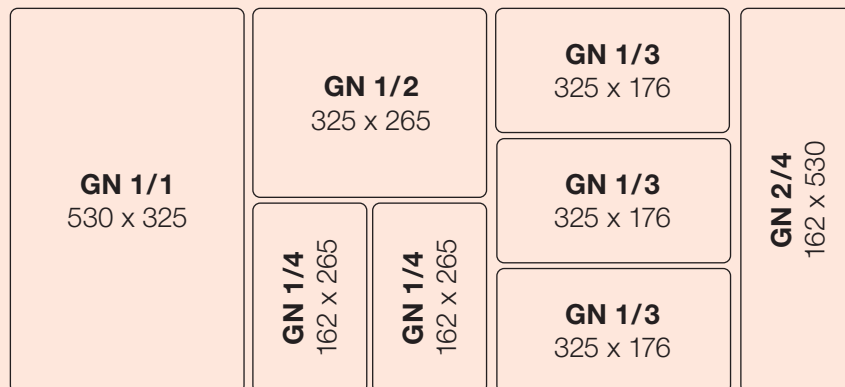 GN 1/1
530 x 325
GN 1/2
325 x 265
GN 1/4
162 x 265
GN 1/4
162 x 265
GN 1/3
325 x 176
GN 1/3
325 x 176
GN 1/3
325 x 176
GN 2/4
162 x 530